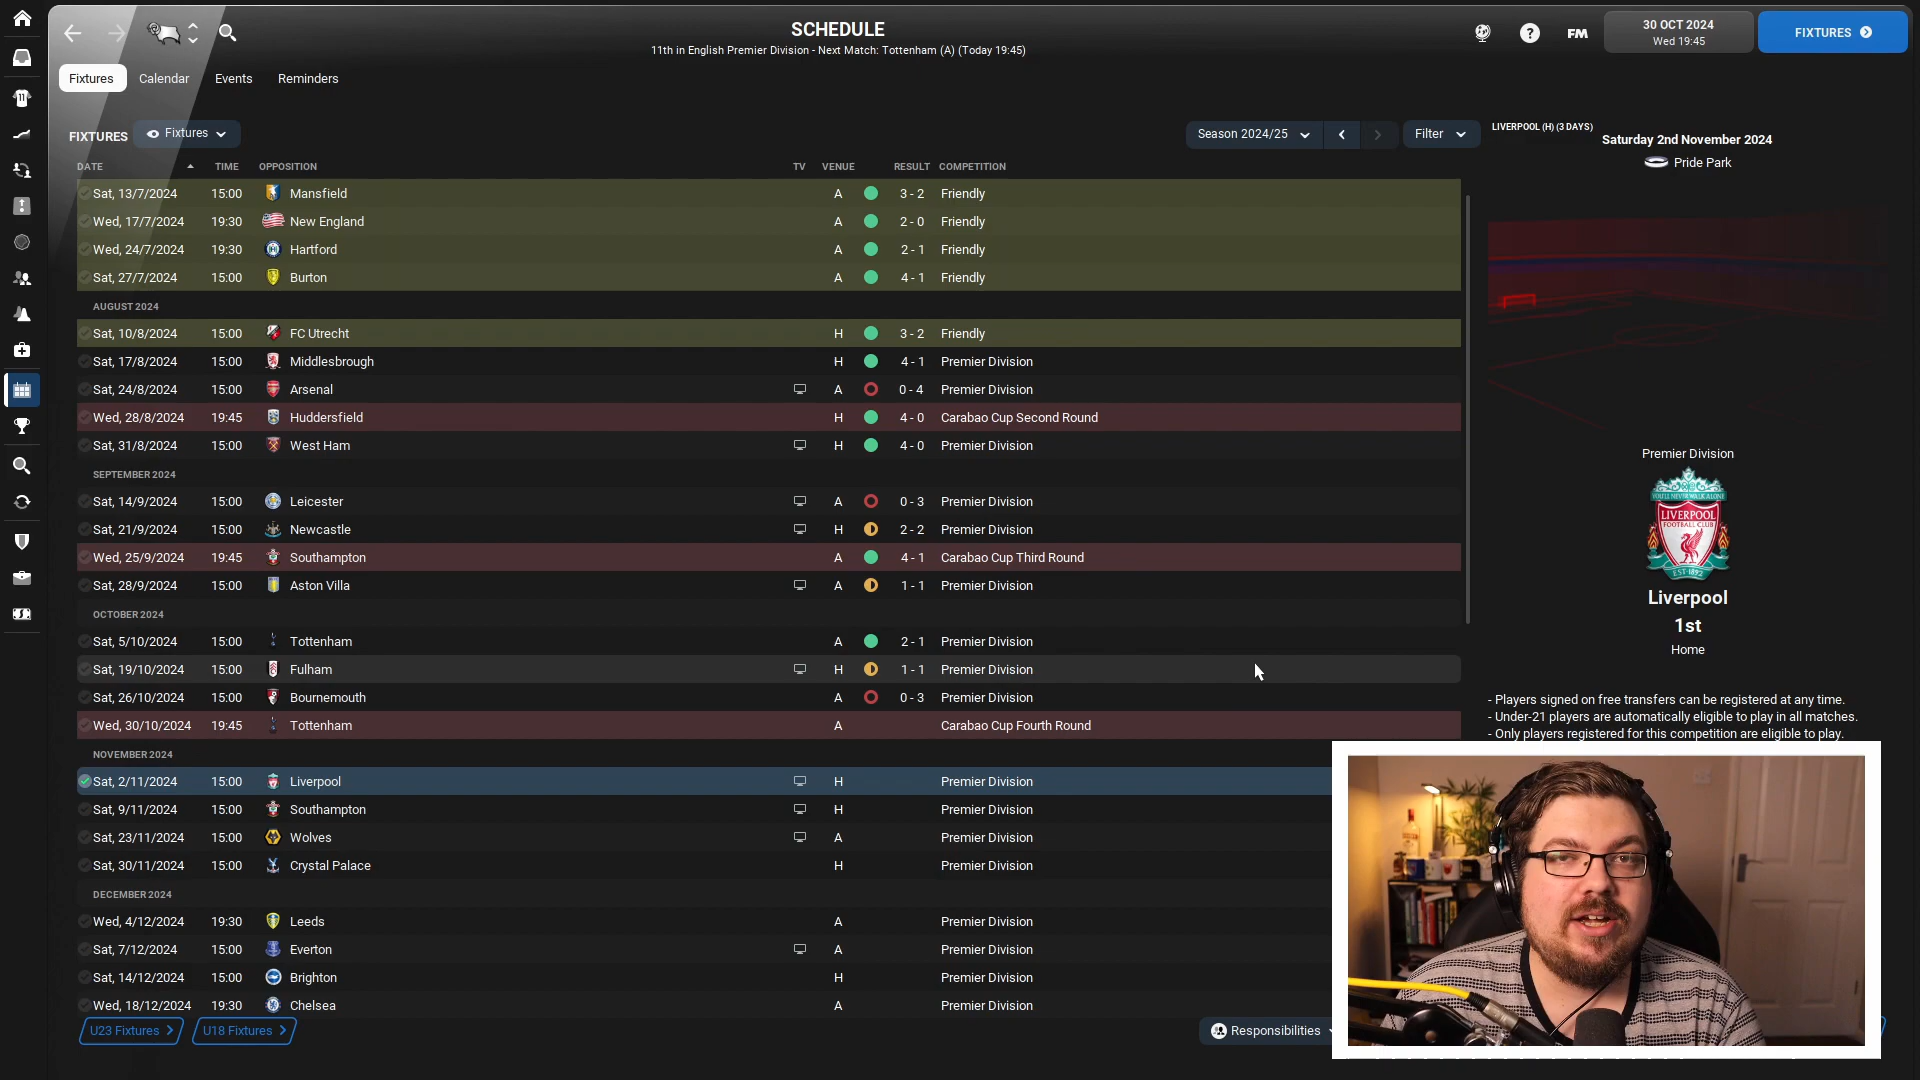 SCHEDULE
11th in English Premier Division - Next Match: Tottenham (A) (Today 19:45)
FM
30 OCT 2024
Wed 19:45
FIXTURES
Fixtures Calendar Events Reminders
FIXTURES Fixtures Season 2024/25 Filter
LIVERPOOL (H) (3 DAYS)
Saturday 2nd November 2024
Pride Park
DATE TIME OPPOSITION TV VENUE RESULT COMPETITION
Sat, 13/7/2024 15:00 Mansfield A 3 - 2 Friendly
Wed, 17/7/2024 19:30 New England A 2 - 0 Friendly
Wed, 24/7/2024 19:30 Hartford A 2 - 1 Friendly
Sat, 27/7/2024 15:00 Burton A 4 - 1 Friendly
AUGUST 2024
Sat, 10/8/2024 15:00 FC Utrecht H 3 - 2 Friendly
Sat, 17/8/2024 15:00 Middlesbrough H 4 - 1 Premier Division
Sat, 24/8/2024 15:00 Arsenal A 0 - 4 Premier Division
Wed, 28/8/2024 19:45 Huddersfield H 4 - 0 Carabao Cup Second Round
Sat, 31/8/2024 15:00 West Ham H 4 - 0 Premier Division
SEPTEMBER 2024
Sat, 14/9/2024 15:00 Leicester A 0 - 3 Premier Division
Sat, 21/9/2024 15:00 Newcastle H 2 - 2 Premier Division
Wed, 25/9/2024 19:45 Southampton A 4 - 1 Carabao Cup Third Round
Sat, 28/9/2024 15:00 Aston Villa A 1 - 1 Premier Division
OCTOBER 2024
Sat, 5/10/2024 15:00 Tottenham A 2 - 1 Premier Division
Sat, 19/10/2024 15:00 Fulham H 1 - 1 Premier Division
Sat, 26/10/2024 15:00 Bournemouth A 0 - 3 Premier Division
Wed, 30/10/2024 19:45 Tottenham A Carabao Cup Fourth Round
NOVEMBER 2024
Sat, 2/11/2024 15:00 Liverpool H Premier Division
Sat, 9/11/2024 15:00 Southampton H Premier Division
Sat, 23/11/2024 15:00 Wolves A Premier Division
Sat, 30/11/2024 15:00 Crystal Palace H Premier Division
DECEMBER 2024
Wed, 4/12/2024 19:30 Leeds A Premier Division
Sat, 7/12/2024 15:00 Everton A Premier Division
Sat, 14/12/2024 15:00 Brighton H Premier Division
Wed, 18/12/2024 19:30 Chelsea A Premier Division
U23 Fixtures U18 Fixtures Responsibilities
Premier Division
YOU'LL NEVER WALK ALONE
LIVERPOOL
FOOTBALL CLUB
EST·1892
Liverpool
1st
Home
- Players signed on free transfers can be registered at any time.
- Under-21 players are automatically eligible to play in all matches.
- Only players registered for this competition are eligible to play.